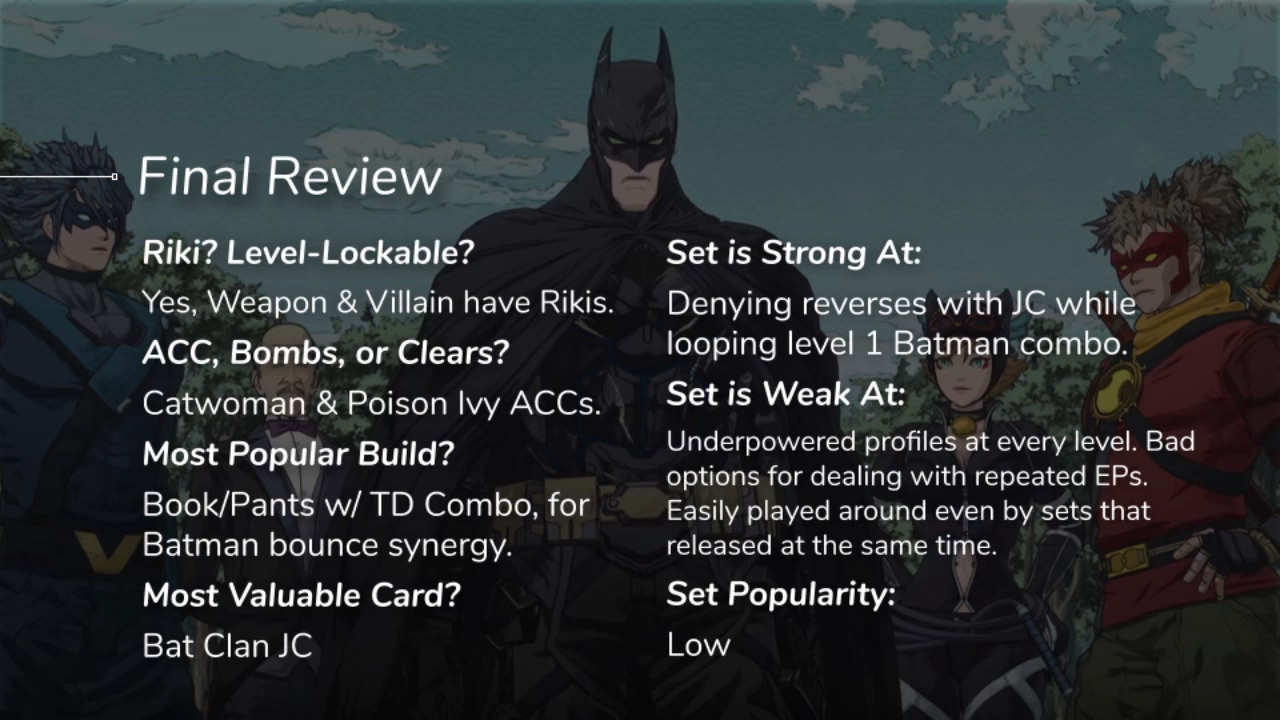 Final Review
Riki? Level-Lockable?
Yes, Weapon & Villain have Rikis.
ACC, Bombs, or Clears?
Catwoman & Poison Ivy ACCs.
Most Popular Build?
Book/Pants w/ TD Combo, for
Batman bounce synergy.
Most Valuable Card?
Bat Clan JC
Set is Strong At:
Denying reverses with JC while
looping level 1 Batman combo.
Set is Weak At:
Underpowered profiles at every level. Bad
options for dealing with repeated EPs.
Easily played around even by sets that
released at the same time.
Set Popularity:
Low